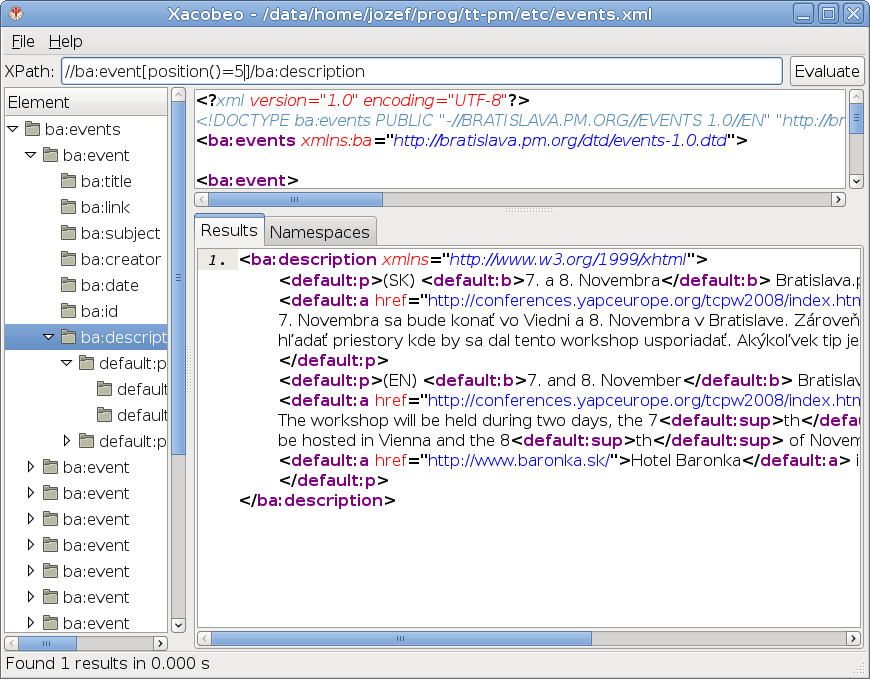 Xacobeo - /data/home/jozef/prog/tt-pm/etc/events.xml
File Help
XPath: //ba:event[position()=5]/ba:description Evaluate
Element
ba:events
ba:event
ba:title
ba:link
ba:subject
ba:creator
ba:date
ba:id
ba:descript
default:p
default
default
default:p
ba:event
ba:event
ba:event
ba:event
ba:event
ba:event
ba:event
<?xml version="1.0" encoding="UTF-8"?>
<!DOCTYPE ba:events PUBLIC "-//BRATISLAVA.PM.ORG//EVENTS 1.0//EN" "http://br
<ba:events xmlns:ba="http://bratislava.pm.org/dtd/events-1.0.dtd">
<ba:event>
Results Namespaces
1. <ba:description xmlns="http://www.w3.org/1999/xhtml">
<default:p>(SK) <default:b>7. a 8. Novembra</default:b> Bratislava.p
<default:a href="http://conferences.yapceurope.org/tcpw2008/index.htm
7. Novembra sa bude konať vo Viedni a 8. Novembra v Bratislave. Zároveň
hľadať priestory kde by sa dal tento workshop usporiadať. Akýkoľvek tip je
</default:p>
<default:p>(EN) <default:b>7. and 8. November</default:b> Bratislav
<default:a href="http://conferences.yapceurope.org/tcpw2008/index.htm
The workshop will be held during two days, the 7<default:sup>th</defau
be hosted in Vienna and the 8<default:sup>th</default:sup> of Novem
<default:a href="http://www.baronka.sk/">Hotel Baronka</default:a> i
</default:p>
</ba:description>
Found 1 results in 0.000 s